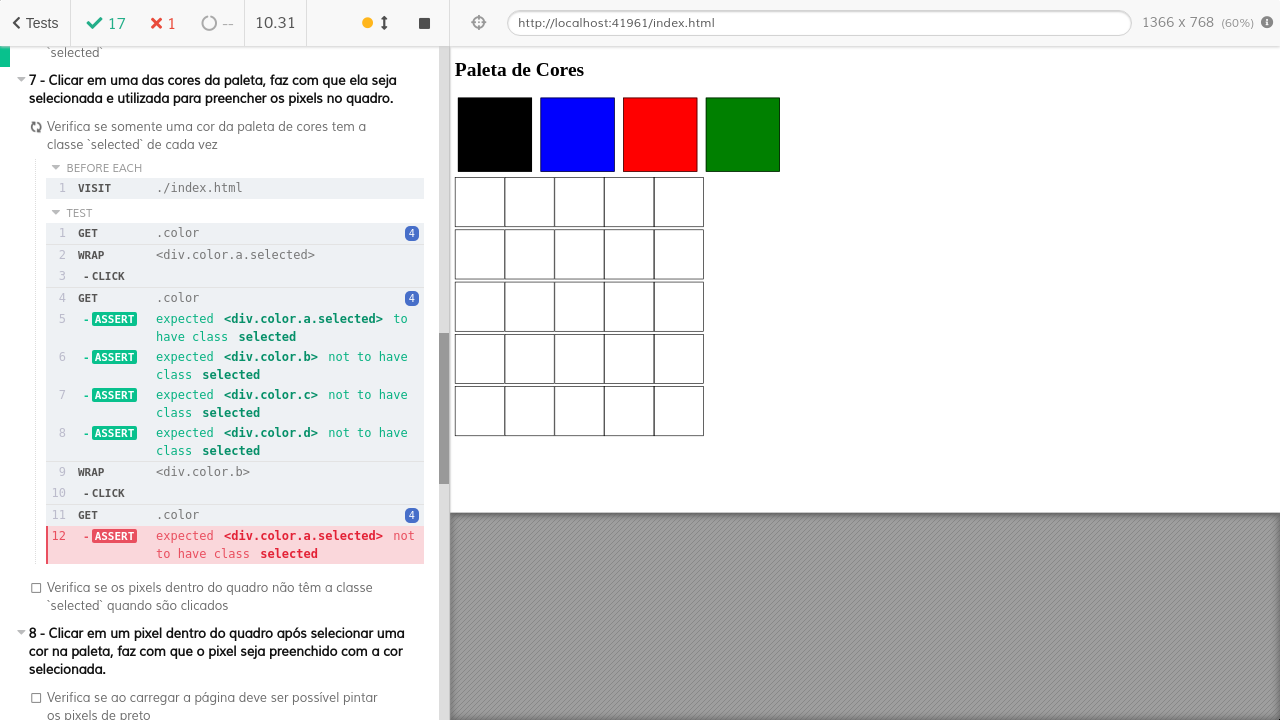 Tests
17
1
--
10.31
http://localhost:41961/index.html
1366 x 768 (60%)
`selected`
7 - Clicar em uma das cores da paleta, faz com que ela seja
selecionada e utilizada para preencher os pixels no quadro.
Verifica se somente uma cor da paleta de cores tem a
classe `selected` de cada vez
BEFORE EACH
1 VISIT ./index.html
TEST
1 GET .color 4
2 WRAP <div.color.a.selected>
3 - CLICK
4 GET .color 4
5 - ASSERT expected <div.color.a.selected> to
have class selected
6 - ASSERT expected <div.color.b> not to have
class selected
7 - ASSERT expected <div.color.c> not to have
class selected
8 - ASSERT expected <div.color.d> not to have
class selected
9 WRAP <div.color.b>
10 - CLICK
11 GET .color 4
12 - ASSERT expected <div.color.a.selected> not
to have class selected
Verifica se os pixels dentro do quadro não têm a classe
`selected` quando são clicados
8 - Clicar em um pixel dentro do quadro após selecionar uma
cor na paleta, faz com que o pixel seja preenchido com a cor
selecionada.
Verifica se ao carregar a página deve ser possível pintar
os pixels de preto
Paleta de Cores